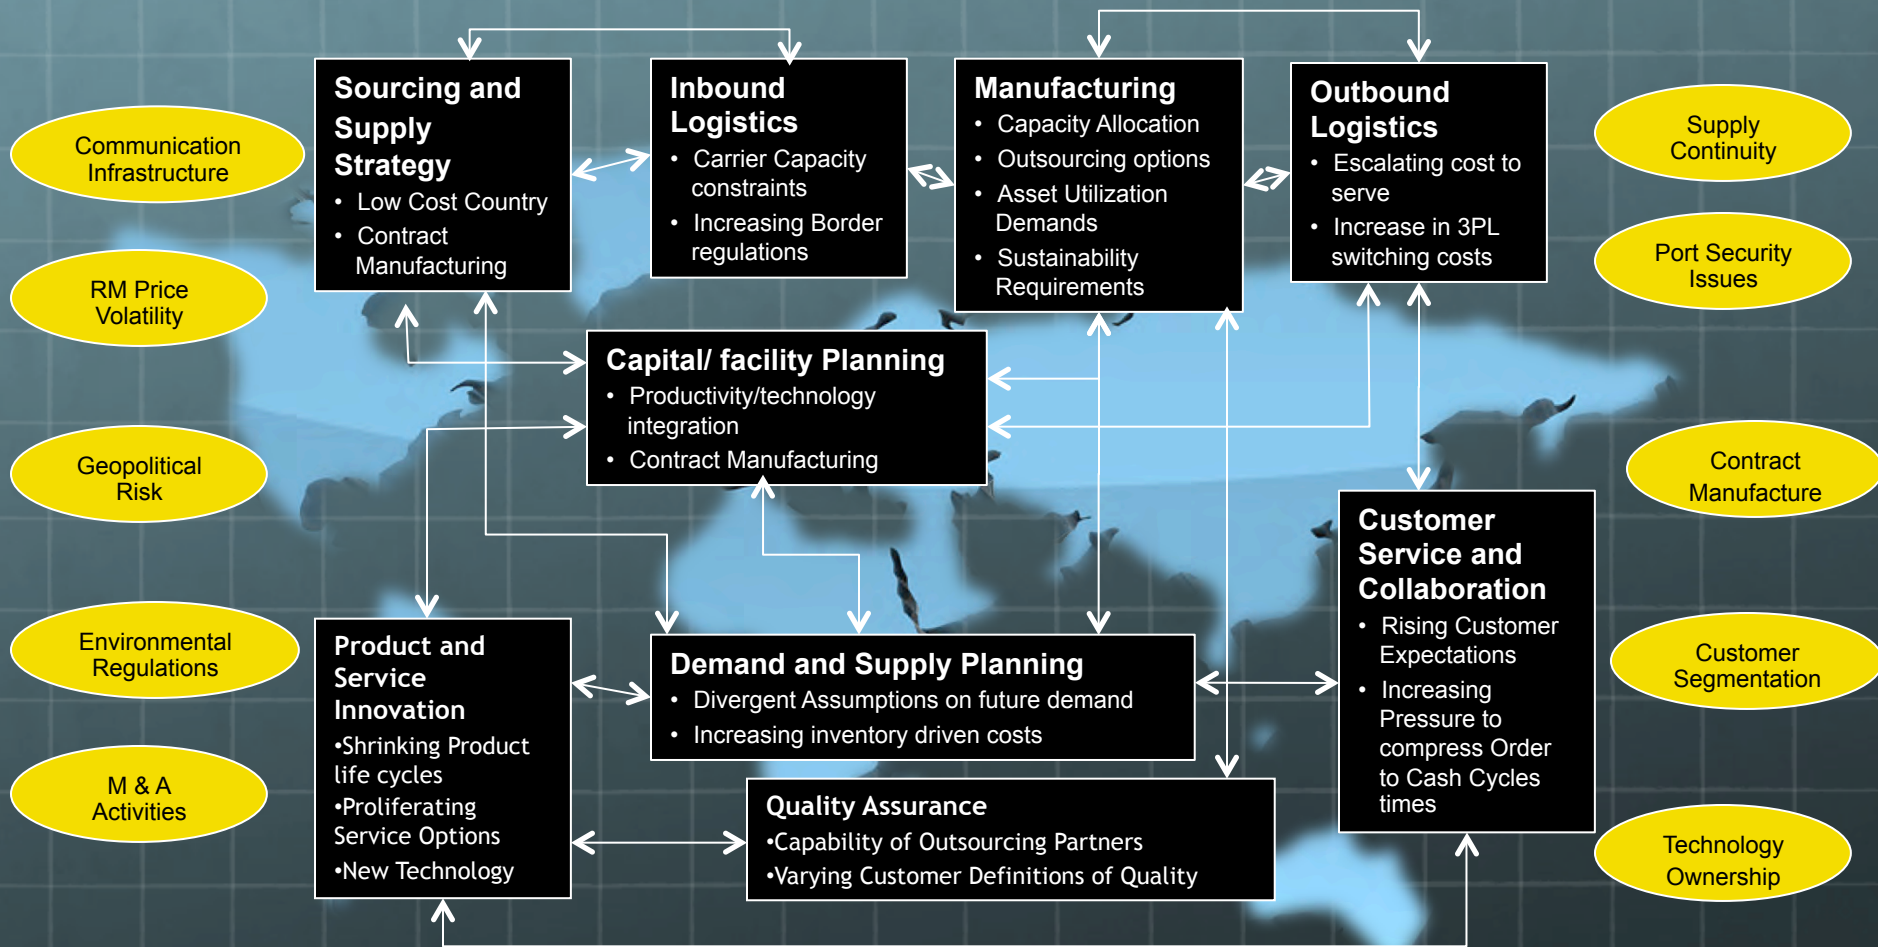 Communication
Infrastructure
RM Price
Volatility
Geopolitical
Risk
Environmental
Regulations
M & A
Activities
Sourcing and
Supply
Strategy
• Low Cost Country
• Contract
Manufacturing
Inbound
Logistics
• Carrier Capacity
constraints
• Increasing Border
regulations
Manufacturing
• Capacity Allocation
• Outsourcing options
• Asset Utilization
Demands
• Sustainability
Requirements
Outbound
Logistics
• Escalating cost to
serve
• Increase in 3PL
switching costs
Capital/ facility Planning
• Productivity/technology
integration
• Contract Manufacturing
Product and
Service
Innovation
•Shrinking Product
life cycles
•Proliferating
Service Options
•New Technology
Demand and Supply Planning
• Divergent Assumptions on future demand
• Increasing inventory driven costs
Quality Assurance
•Capability of Outsourcing Partners
•Varying Customer Definitions of Quality
Customer
Service and
Collaboration
• Rising Customer
Expectations
• Increasing
Pressure to
compress Order
to Cash Cycles
times
Supply
Continuity
Port Security
Issues
Contract
Manufacture
Customer
Segmentation
Technology
Ownership